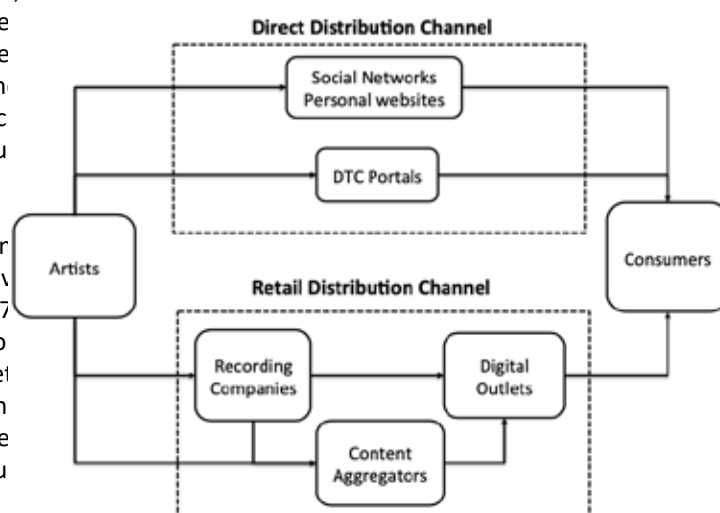 Direct Distribution Channel
Social Networks
Personal websites
DTC Portals
Artists
Consumers
Retail Distribution Channel
Recording
Companies
Digital
Outlets
Content
Aggregators